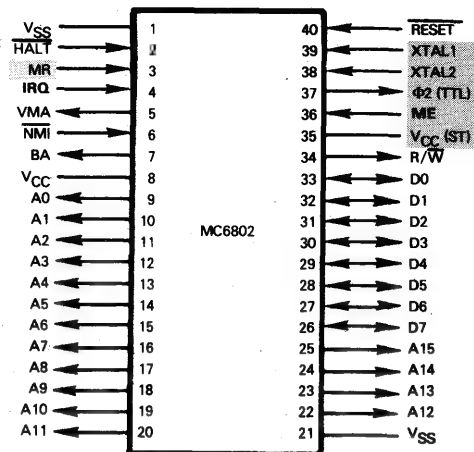 VSS 1 40 RESET
HALT 2 39 XTAL1
MR 3 38 XTAL2
IRQ 4 37 Φ2 (TTL)
VMA 5 36 ME
NMI 6 35 VCC (ST)
BA 7 34 R/W
VCC 8 33 D0
A0 9 32 D1
A1 10 31 D2
MC6802
A2 11 30 D3
A3 12 29 D4
A4 13 28 D5
A5 14 27 D6
A6 15 26 D7
A7 16 25 A15
A8 17 24 A14
A9 18 23 A13
A10 19 22 A12
A11 20 21 VSS